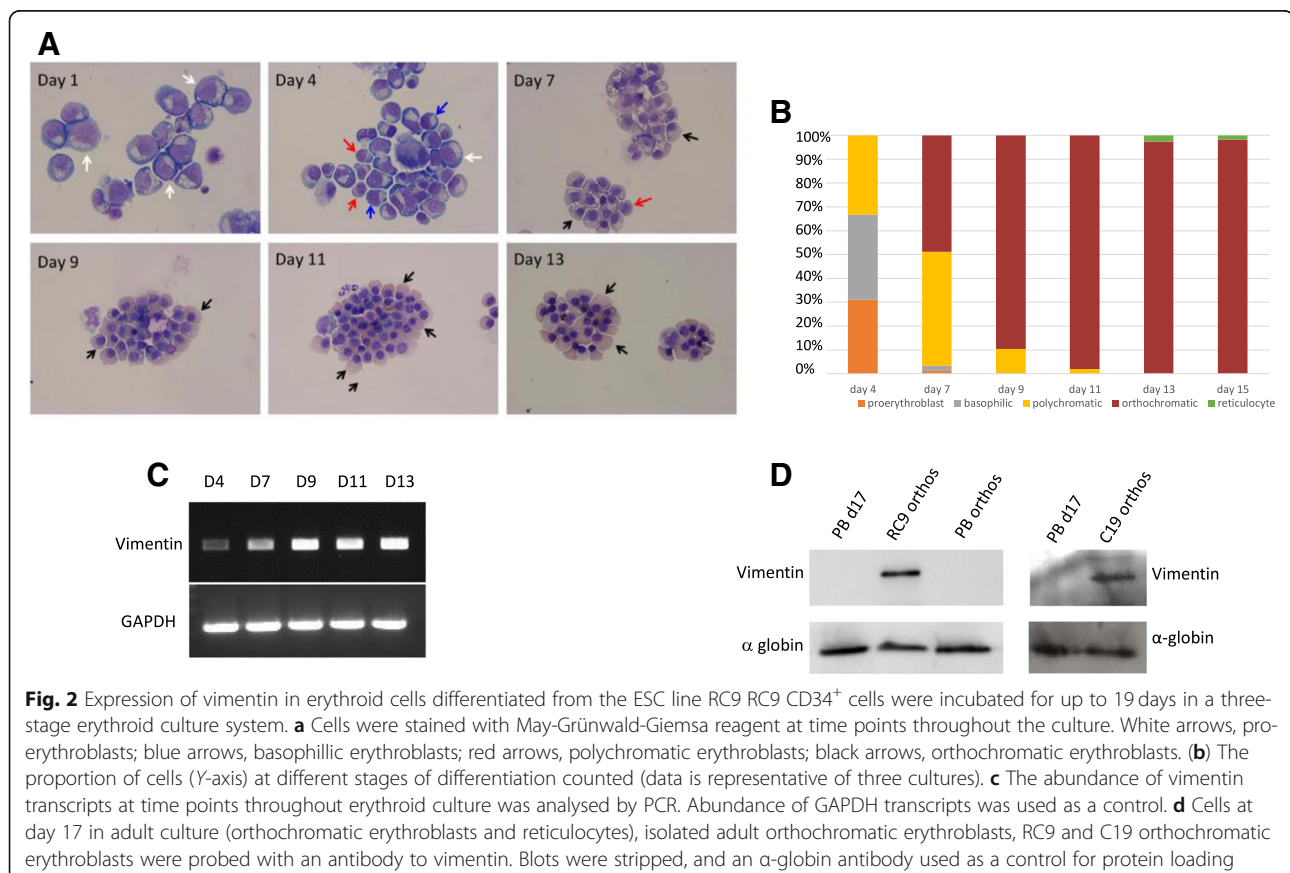 A
Day 1
Day 4
Day 7
Day 9
Day 11
Day 13
B
100%
90%
80%
70%
60%
50%
40%
30%
20%
10%
0%
day 4 day 7 day 9 day 11 day 13 day 15
proerythroblast basophilic polychromatic orthochromatic reticulocyte
C
D4 D7 D9 D11 D13
Vimentin
GAPDH
D
PB d17 RC9 orthos PB orthos PB d17 C19 orthos
Vimentin Vimentin
α globin α-globin
Fig. 2 Expression of vimentin in erythroid cells differentiated from the ESC line RC9 RC9 CD34+ cells were incubated for up to 19 days in a three-
stage erythroid culture system. a Cells were stained with May-Grünwald-Giemsa reagent at time points throughout the culture. White arrows, pro-
erythroblasts; blue arrows, basophillic erythroblasts; red arrows, polychromatic erythroblasts; black arrows, orthochromatic erythroblasts. (b) The
proportion of cells (Y-axis) at different stages of differentiation counted (data is representative of three cultures). c The abundance of vimentin
transcripts at time points throughout erythroid culture was analysed by PCR. Abundance of GAPDH transcripts was used as a control. d Cells at
day 17 in adult culture (orthochromatic erythroblasts and reticulocytes), isolated adult orthochromatic erythroblasts, RC9 and C19 orthochromatic
erythroblasts were probed with an antibody to vimentin. Blots were stripped, and an α-globin antibody used as a control for protein loading